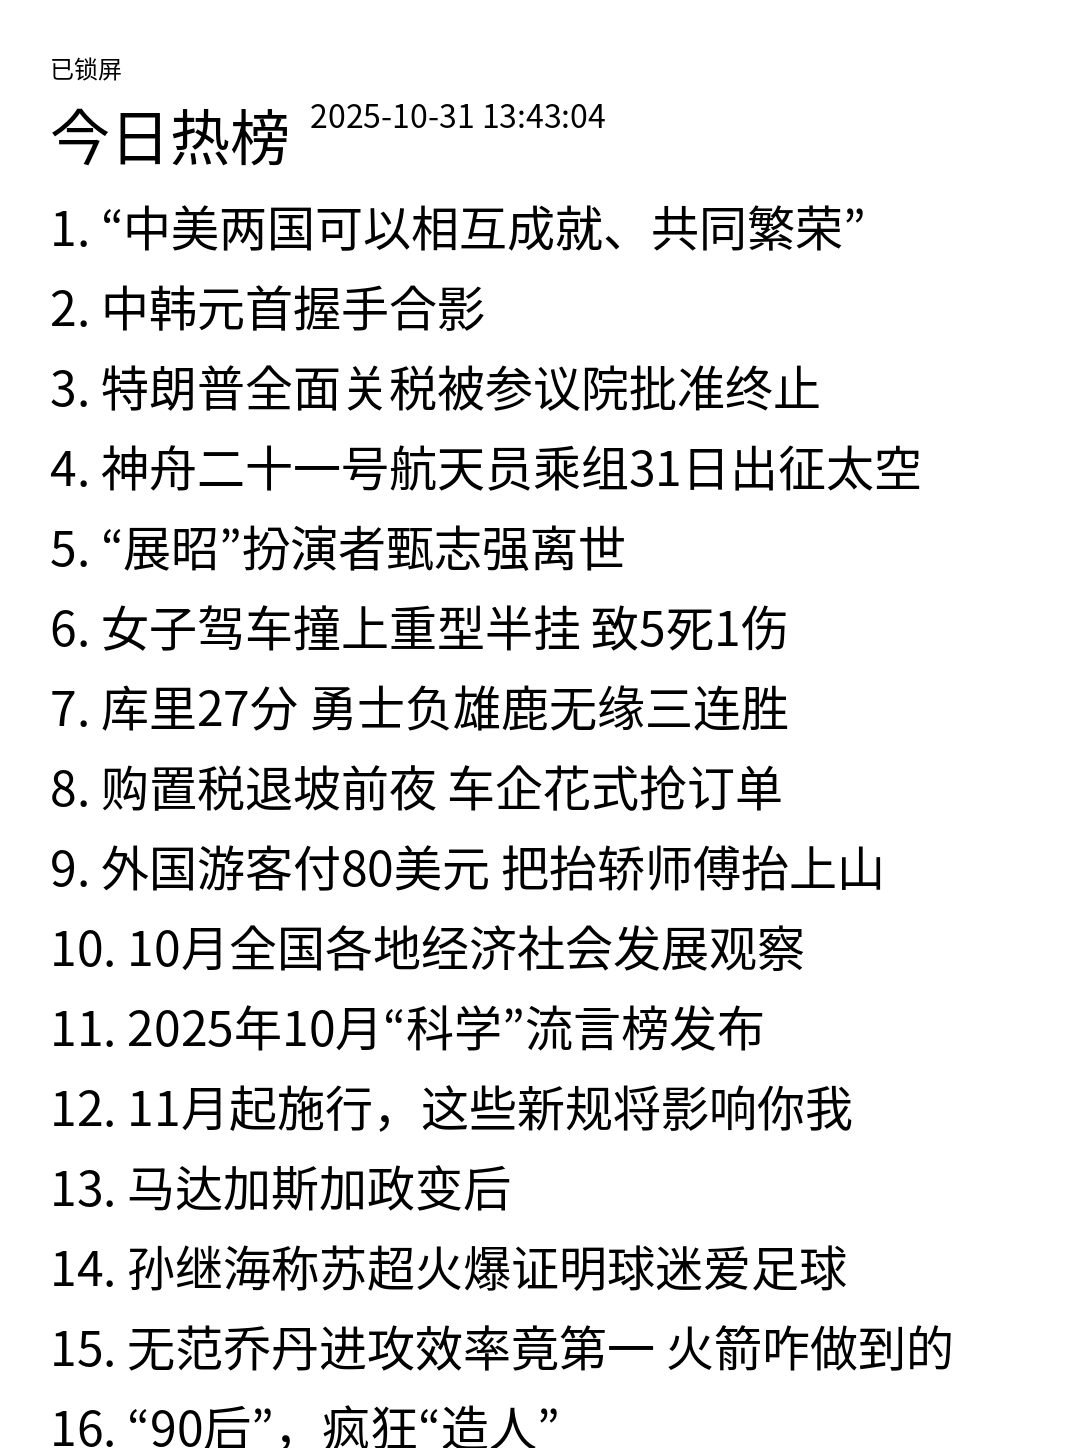 已锁屏
今日热榜 2025-10-31 13:43:04
1. “中美两国可以相互成就、共同繁荣”
2. 中韩元首握手合影
3. 特朗普全面关税被参议院批准终止
4. 神舟二十一号航天员乘组31日出征太空
5. “展昭”扮演者甄志强离世
6. 女子驾车撞上重型半挂 致5死1伤
7. 库里27分 勇士负雄鹿无缘三连胜
8. 购置税退坡前夜 车企花式抢订单
9. 外国游客付80美元 把抬轿师傅抬上山
10. 10月全国各地经济社会发展观察
11. 2025年10月“科学”流言榜发布
12. 11月起施行，这些新规将影响你我
13. 马达加斯加政变后
14. 孙继海称苏超火爆证明球迷爱足球
15. 无范乔丹进攻效率竟第一 火箭咋做到的
16. “90后”，疯狂“造人”